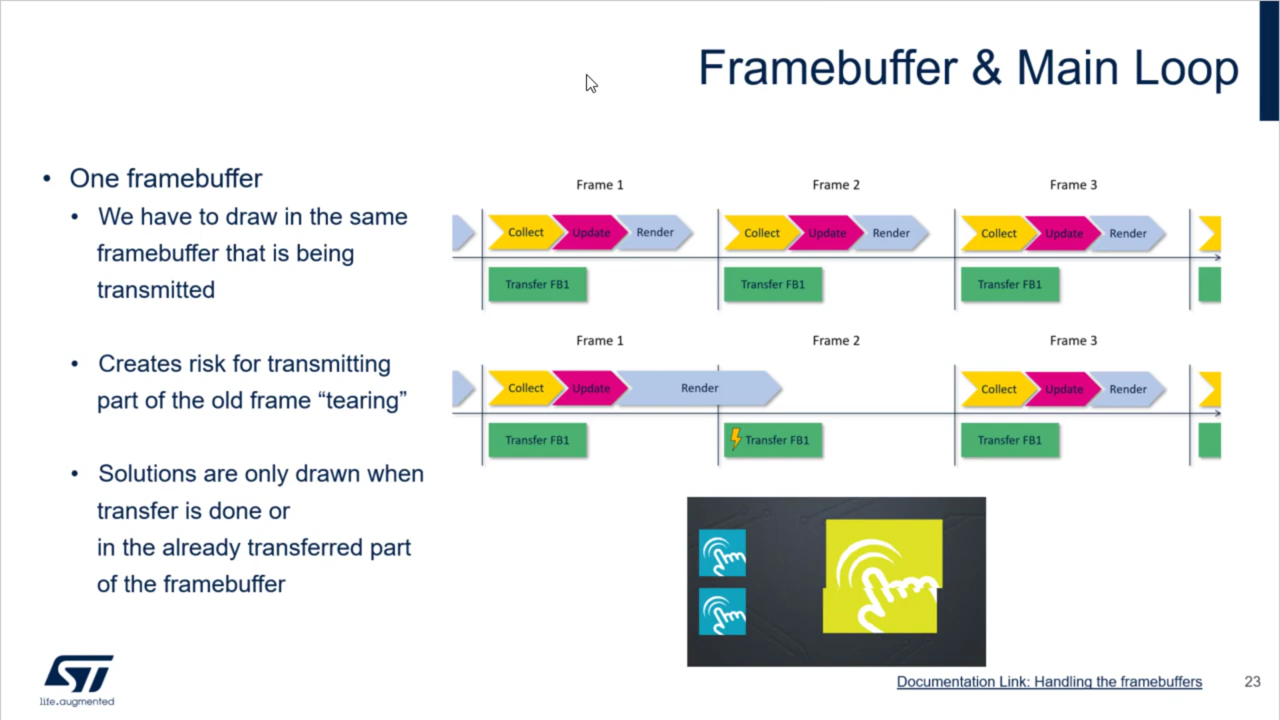 Framebuffer & Main Loop
• One framebuffer
• We have to draw in the same
framebuffer that is being
transmitted
• Creates risk for transmitting
part of the old frame “tearing”
• Solutions are only drawn when
transfer is done or
in the already transferred part
of the framebuffer
Frame 1 Frame 2 Frame 3
Collect Update Render Collect Update Render Collect Update Render
Transfer FB1 Transfer FB1 Transfer FB1
Frame 1 Frame 2 Frame 3
Collect Update Render Collect Update Render
Transfer FB1 Transfer FB1 Transfer FB1
ST
life.augmented
Documentation Link: Handling the framebuffers
23